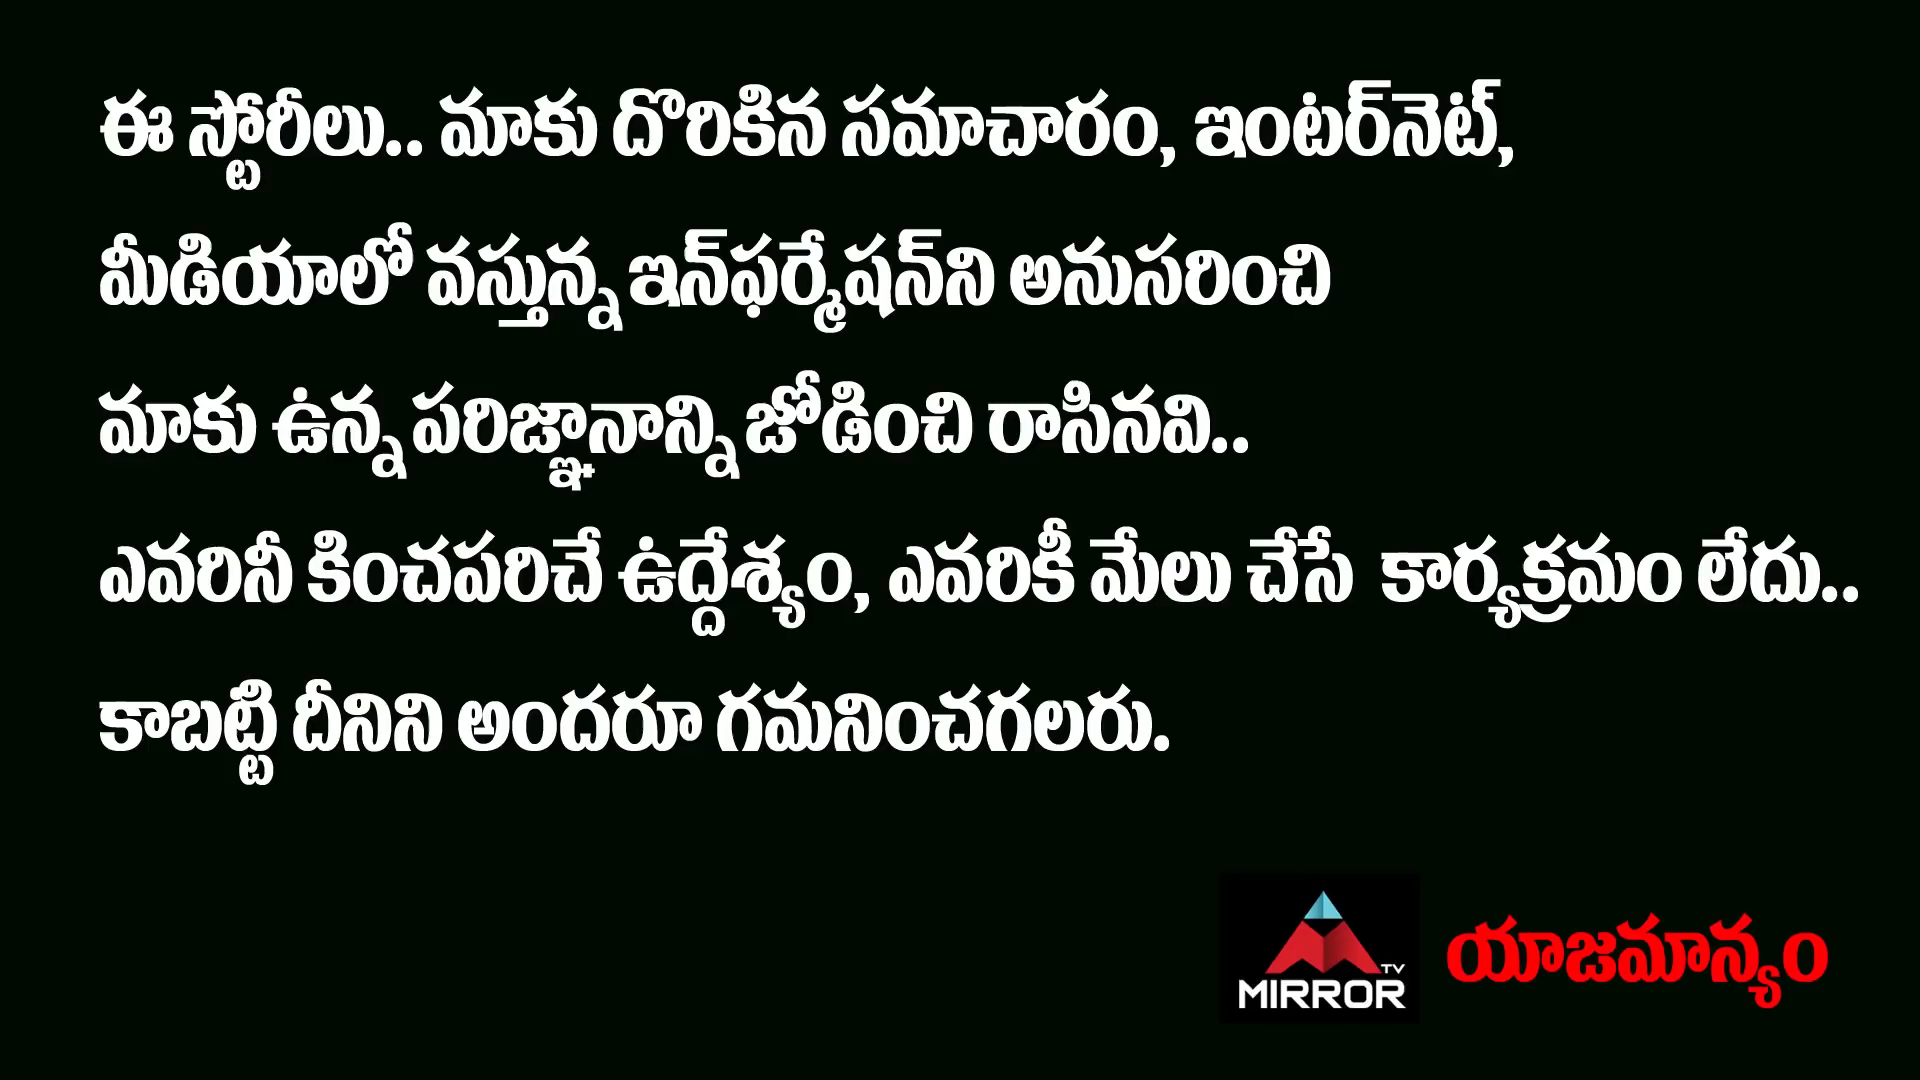 ఈ స్టోరీలు.. మాకు దొరికిన సమాచారం, ఇంటర్‌నెట్,
మీడియాలో వస్తున్న ఇన్‌ఫర్మేషన్‌ని అనుసరించి
మాకు ఉన్న పరిజ్ఞానాన్ని జోడించి రాసినవి..
ఎవరినీ కించపరిచే ఉద్దేశ్యం, ఎవరికీ మేలు చేసే కార్యక్రమం లేదు..
కాబట్టి దీనిని అందరూ గమనించగలరు.
MIRROR TV యాజమాన్యం